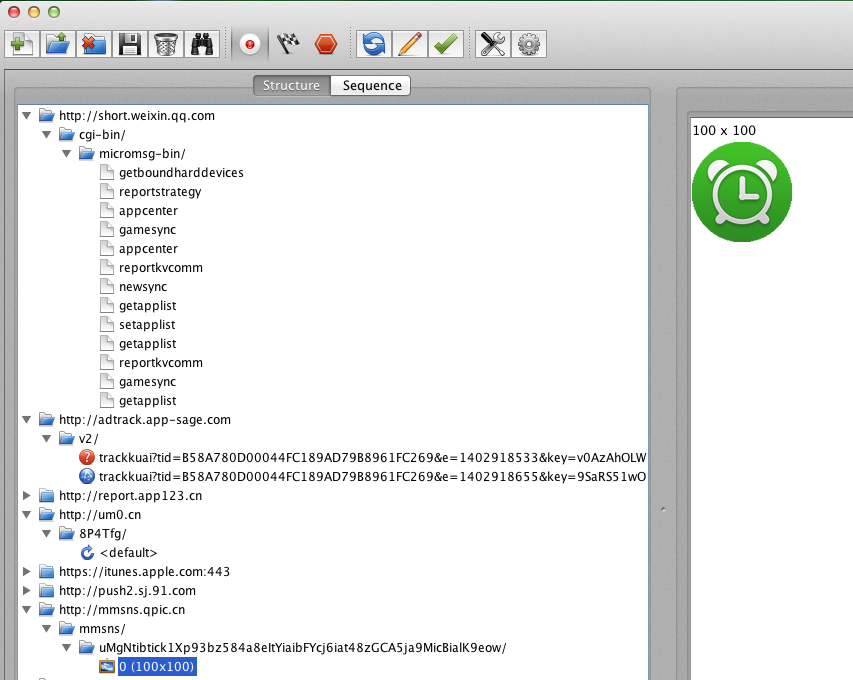 Structure
Sequence
http://short.weixin.qq.com
cgi-bin/
micromsg-bin/
getboundharddevices
reportstrategy
appcenter
gamesync
appcenter
reportkvcomm
newsync
getapplist
setapplist
getapplist
reportkvcomm
gamesync
getapplist
http://adtrack.app-sage.com
v2/
trackkuai?tid=B58A780D00044FC189AD79B8961FC269&e=1402918533&key=v0AzAhOLW
trackkuai?tid=B58A780D00044FC189AD79B8961FC269&e=1402918655&key=9SaRS51wO
http://report.app123.cn
http://um0.cn
8P4Tfg/
<default>
https://itunes.apple.com:443
http://push2.sj.91.com
http://mmsns.qpic.cn
mmsns/
uMgNtibtick1Xp93bz584a8eItYiaibFYcj6iat48zGCA5ja9MicBialK9eow/
0 (100x100)
100 x 100